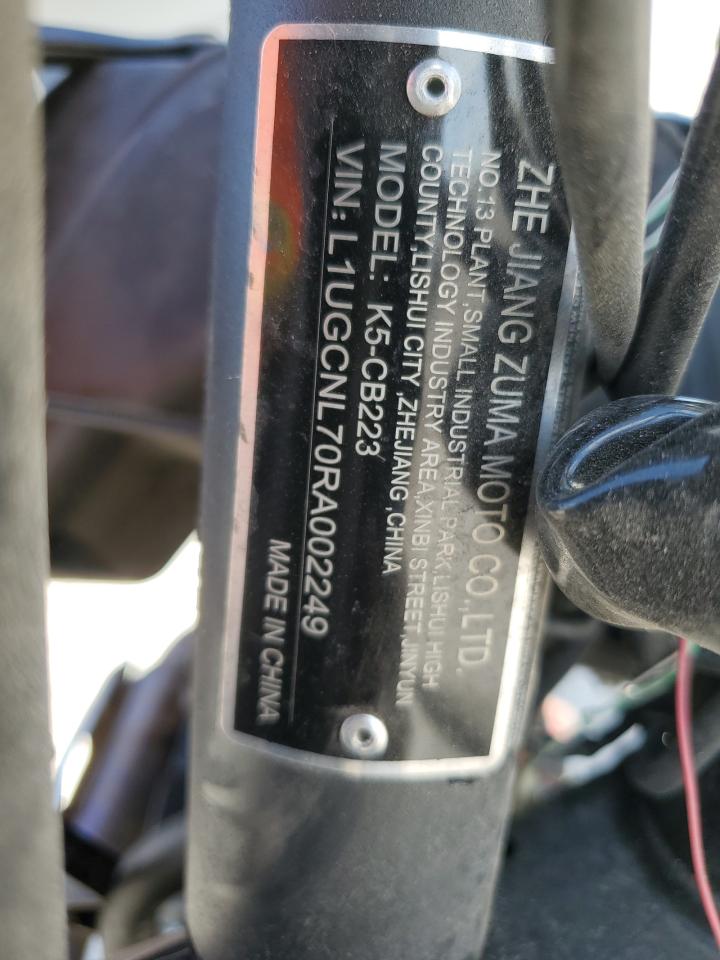 ZHE JIANG ZUMA MOTO CO.,LTD.
NO.13 PLANT,SMALL INDUSTRIAL PARK,LISHUI HIGH
TECHNOLOGY INDUSTRY AREA,XINBI STREET,JINYUN
COUNTY,LISHUI CITY ,ZHEJIANG ,CHINA
MODEL: K5-CB223
VIN: L1UGCNL70RA002249
MADE IN CHINA